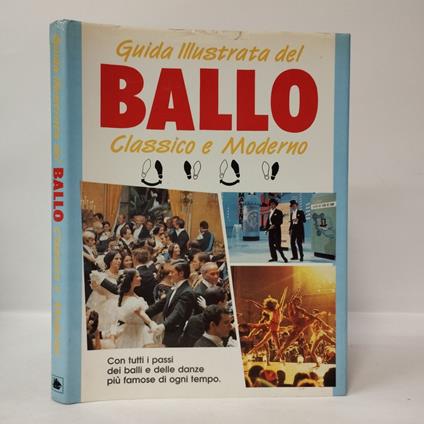 Guida Illustrata del
BALLO
Classico e Moderno
Con tutti i passi
dei balli e delle danze
più famose di ogni tempo.
Guida Illustrata del BALLO Classico e Moderno